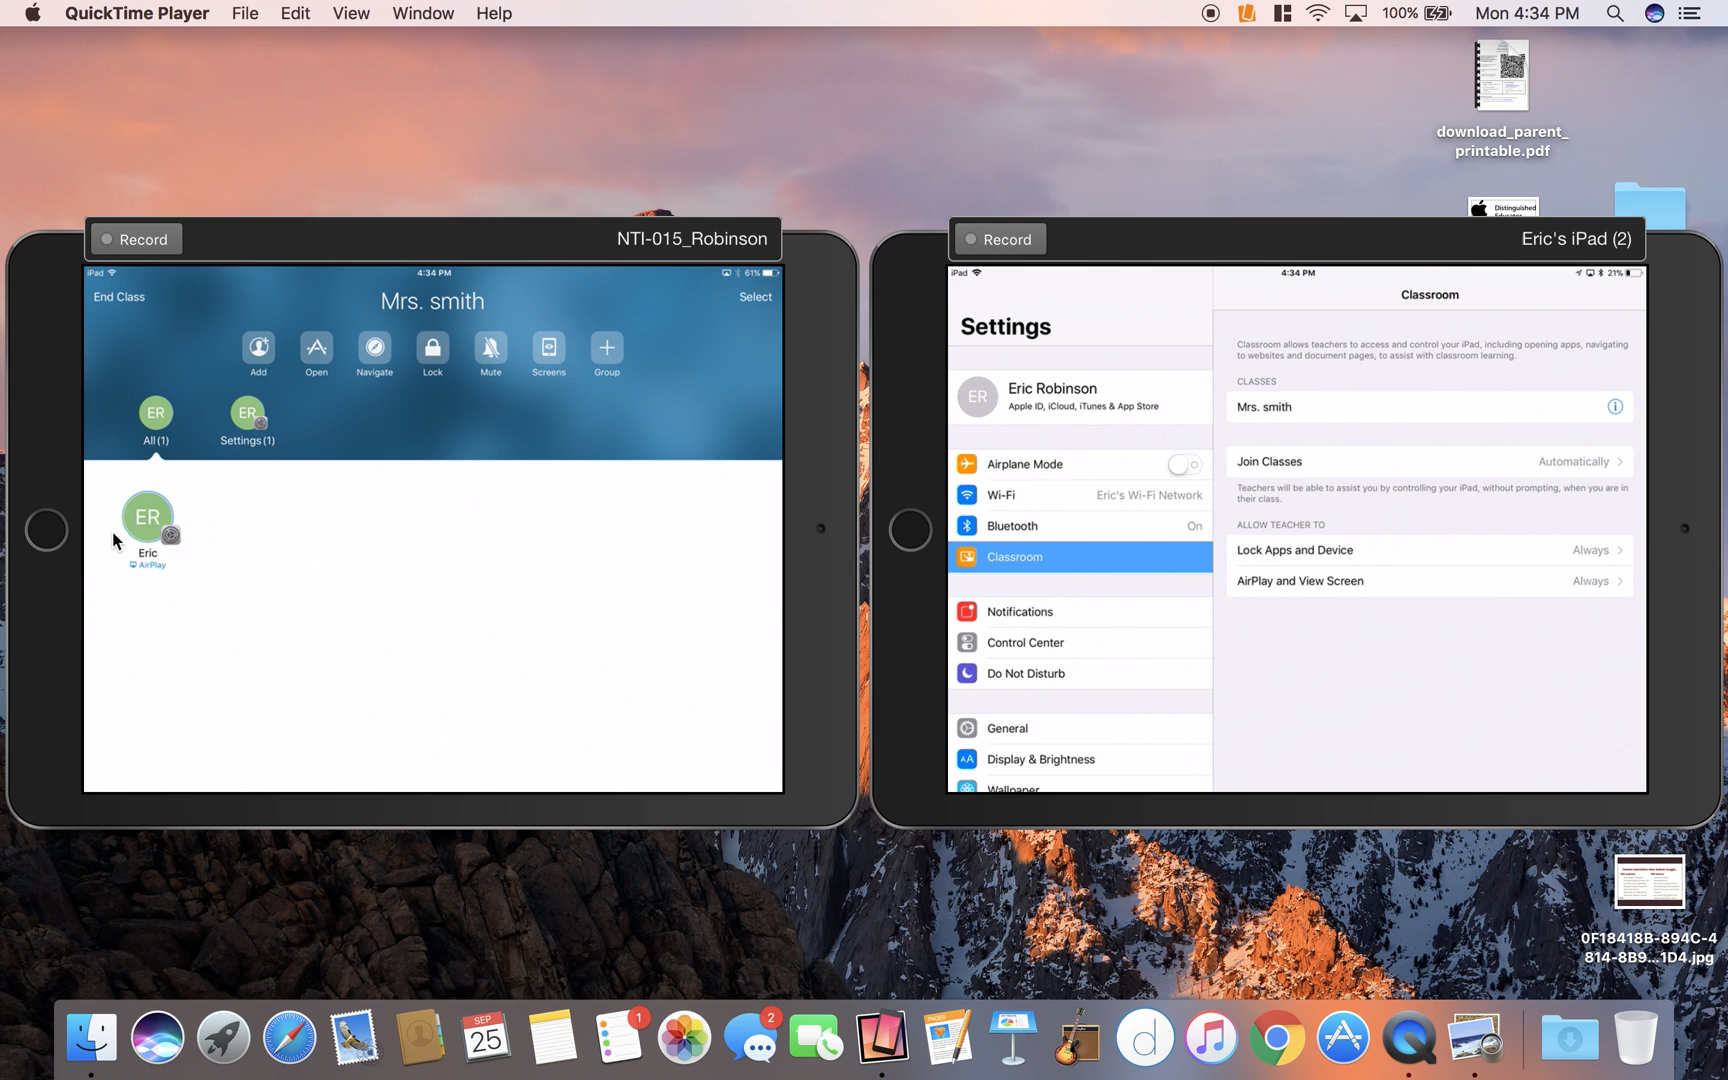 QuickTime Player File Edit View Window Help
100% Mon 4:34 PM
download_parent_
printable.pdf
Distinguished
Record
NTI-015_Robinson
iPad
4:34 PM
61%
End Class
Mrs. smith
Select
Add
Open
Navigate
Lock
Mute
Screens
Group
ER
ER
All (1)
Settings (1)
ER
Eric
AirPlay
Record
Eric's iPad (2)
iPad
4:34 PM
21%
Settings
ER
Eric Robinson
Apple ID, iCloud, iTunes & App Store
Airplane Mode
Wi-Fi Eric's Wi-Fi Network
Bluetooth On
Classroom
Notifications
Control Center
Do Not Disturb
General
AA Display & Brightness
Wallpaper
Classroom
Classroom allows teachers to access and control your iPad, including opening apps, navigating
to websites and document pages, to assist with classroom learning.
CLASSES
Mrs. smith
Join Classes Automatically
Teachers will be able to assist you by controlling your iPad, without prompting, when you are in
their class.
ALLOW TEACHER TO
Lock Apps and Device Always
AirPlay and View Screen Always
0F18418B-894C-4
814-8B9...1D4.jpg
SEP
25
1
2
PAGES
d